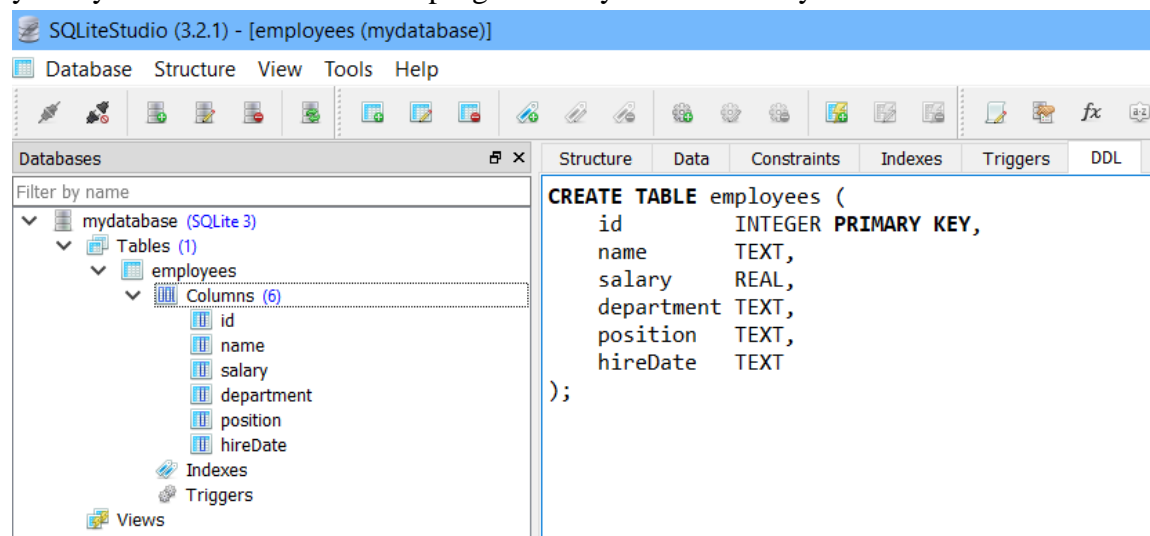 SQLiteStudio (3.2.1) - [employees (mydatabase)]
Database Structure View Tools Help
fx a-z
Databases
Structure Data Constraints Indexes Triggers DDL
Filter by name
mydatabase (SQLite 3)
Tables (1)
employees
Columns (6)
id
name
salary
department
position
hireDate
Indexes
Triggers
Views
CREATE TABLE employees (
    id         INTEGER PRIMARY KEY,
    name       TEXT,
    salary     REAL,
    department TEXT,
    position   TEXT,
    hireDate   TEXT
);